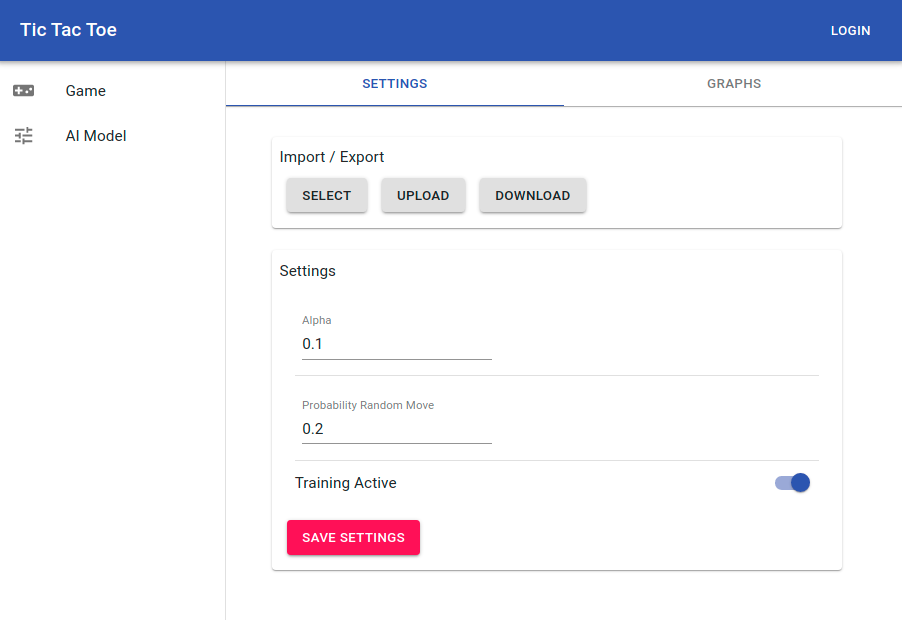 Tic Tac Toe LOGIN
Game
AI Model
SETTINGS GRAPHS
Import / Export
SELECT UPLOAD DOWNLOAD
Settings
Alpha
0.1
Probability Random Move
0.2
Training Active
SAVE SETTINGS